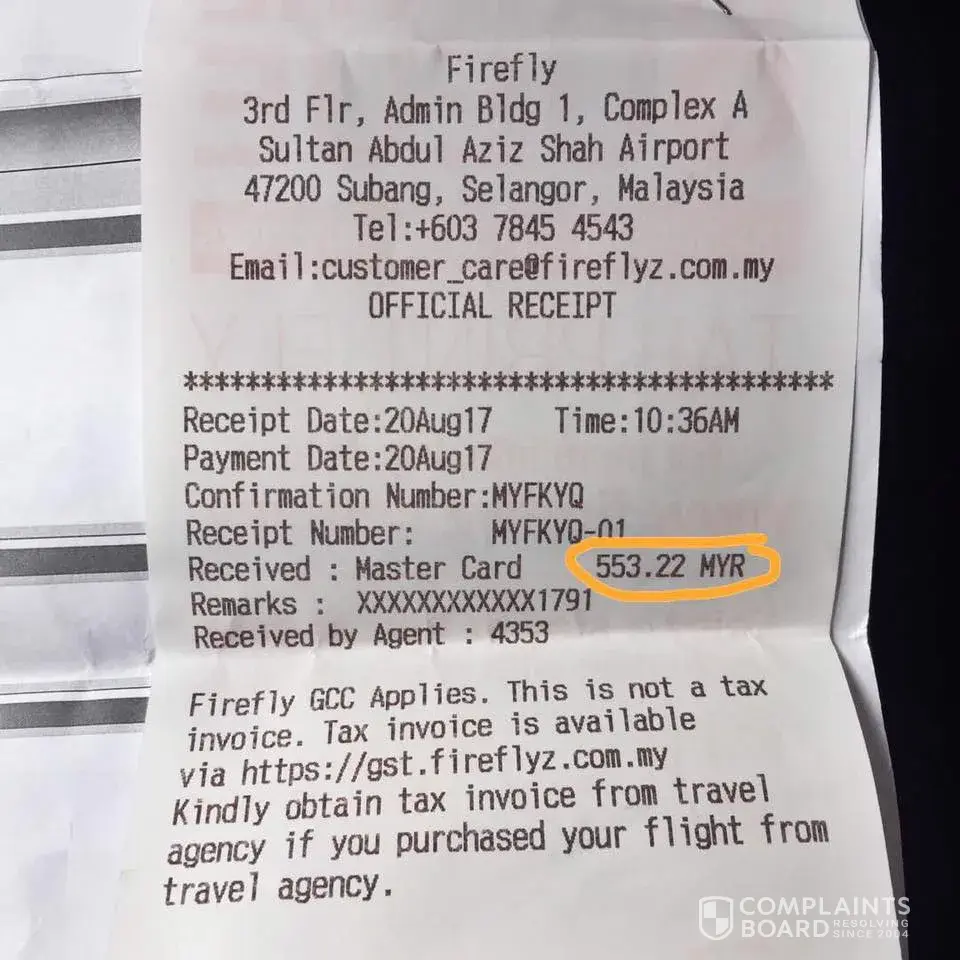 Firefly
3rd Flr, Admin Bldg 1, Complex A
Sultan Abdul Aziz Shah Airport
47200 Subang, Selangor, Malaysia
Tel:+603 7845 4543
Email:customer_care@fireflyz.com.my
OFFICIAL RECEIPT
******************************************
Receipt Date:20Aug17 Time:10:36AM
Payment Date:20Aug17
Confirmation Number:MYFKYQ
Receipt Number: MYFKYQ-01
Received : Master Card 553.22 MYR
Remarks : XXXXXXXXXXXX1791
Received by Agent : 4353
Firefly GCC Applies. This is not a tax
invoice. Tax invoice is available
via https://gst.fireflyz.com.my
Kindly obtain tax invoice from travel
agency if you purchased your flight from
travel agency.
COMPLAINTS
BOARD RESOLVING
SINCE 2004